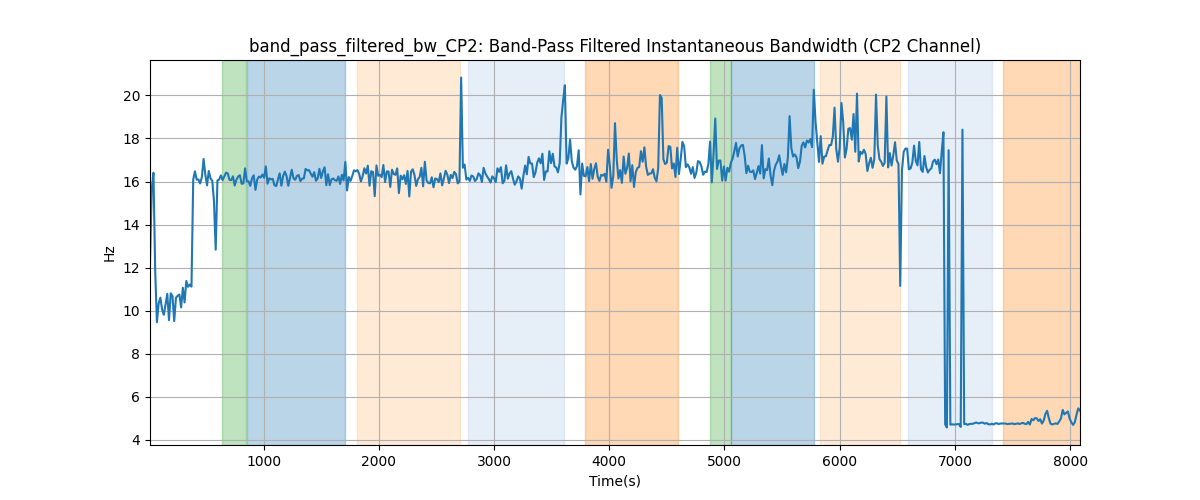 band_pass_filtered_bw_CP2: Band-Pass Filtered Instantaneous Bandwidth (CP2 Channel)
20
18
16
14
12
10
8
6
4
Hz
1000 2000 3000 4000 5000 6000 7000 8000
Time(s)